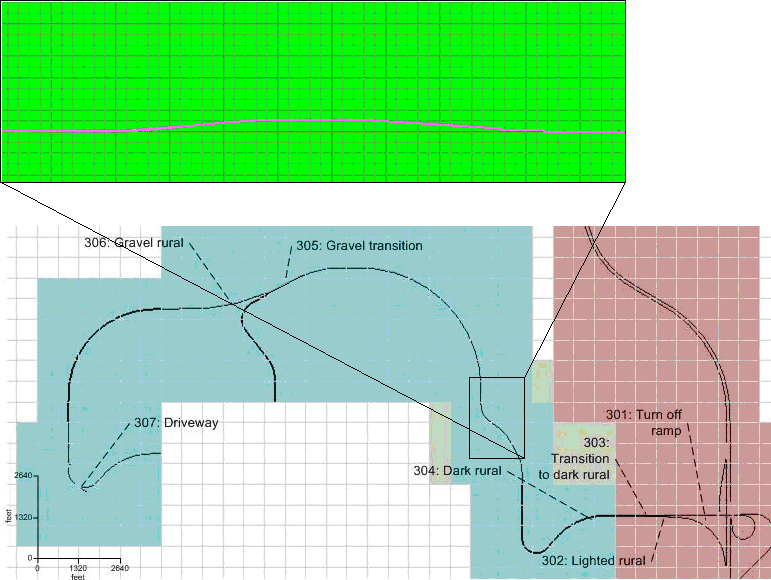 306: Gravel rural
305: Gravel transition
307: Driveway
301: Turn off
ramp
303:
Transition
to dark rural
304: Dark rural
302: Lighted rural
2640
1320
0
feet
0 1320 2640
feet